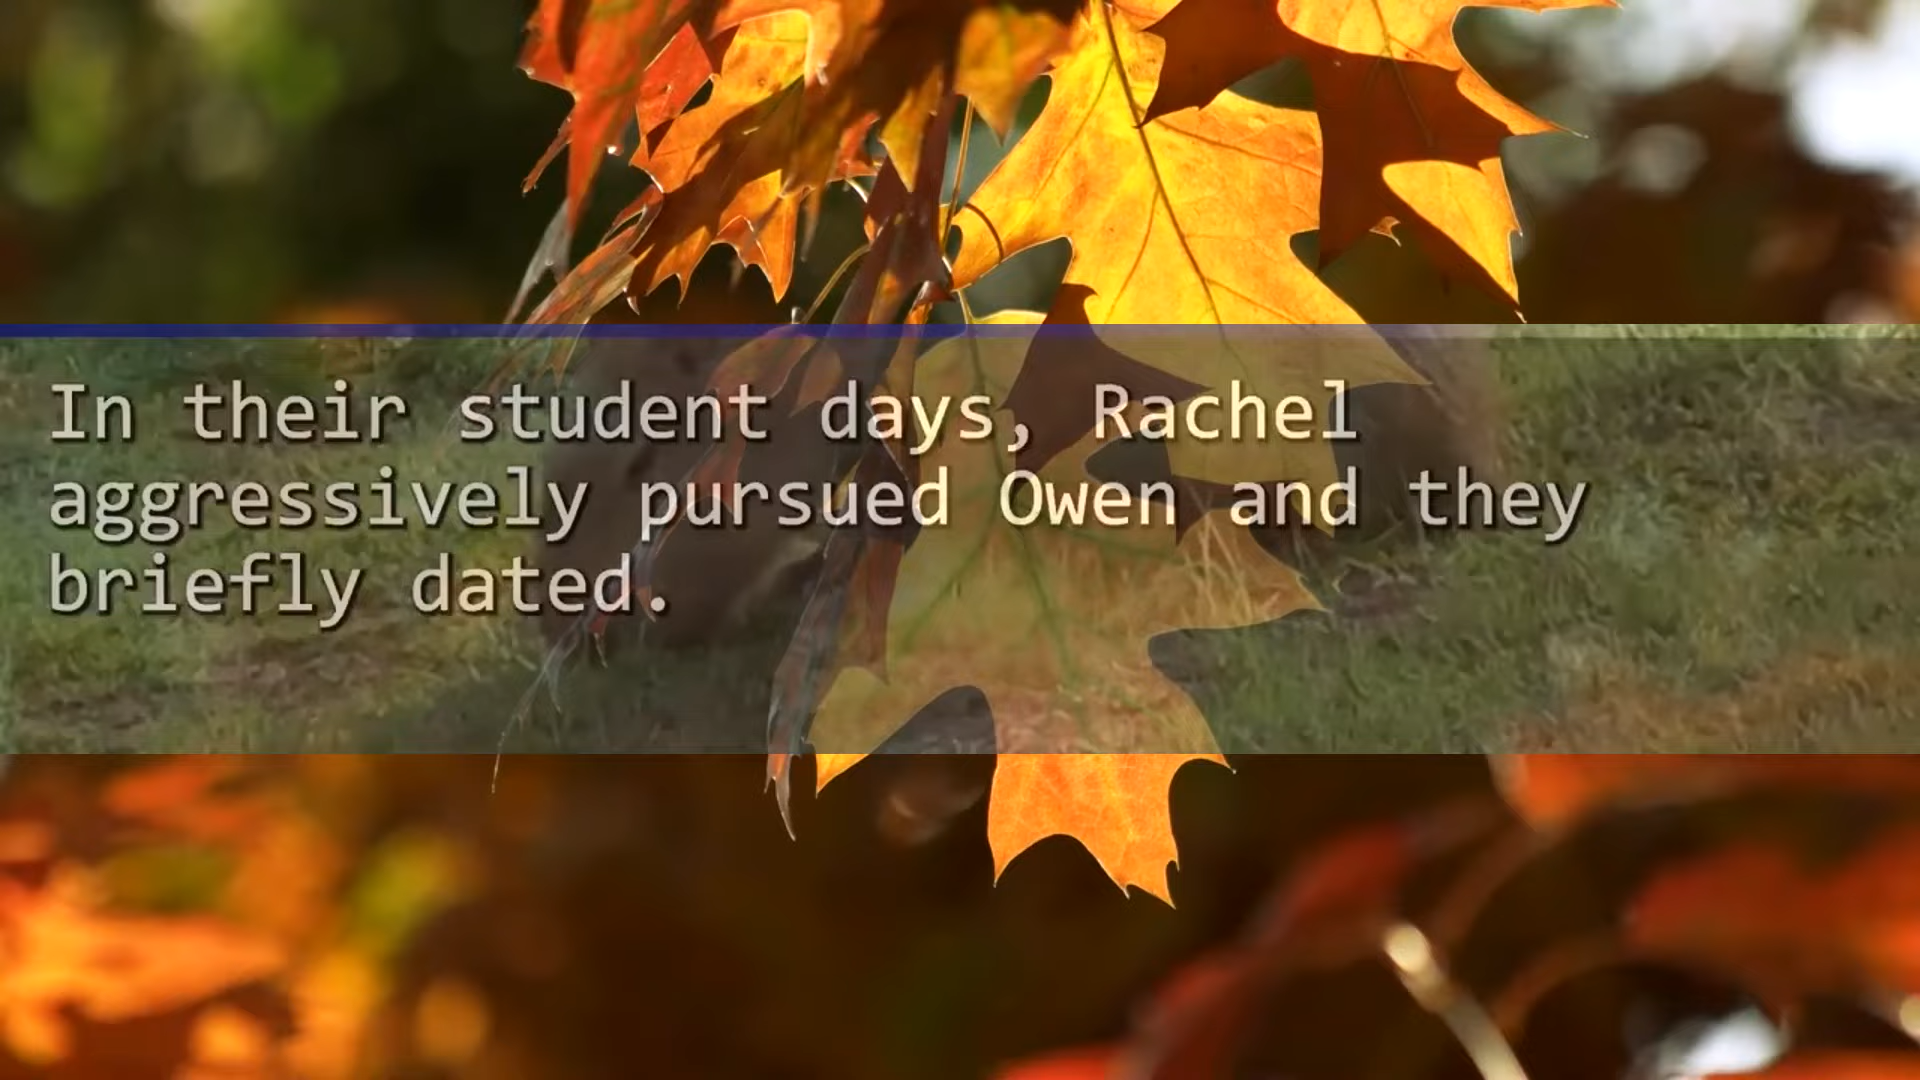 In their student days, Rachel
aggressively pursued Owen and they
briefly dated.